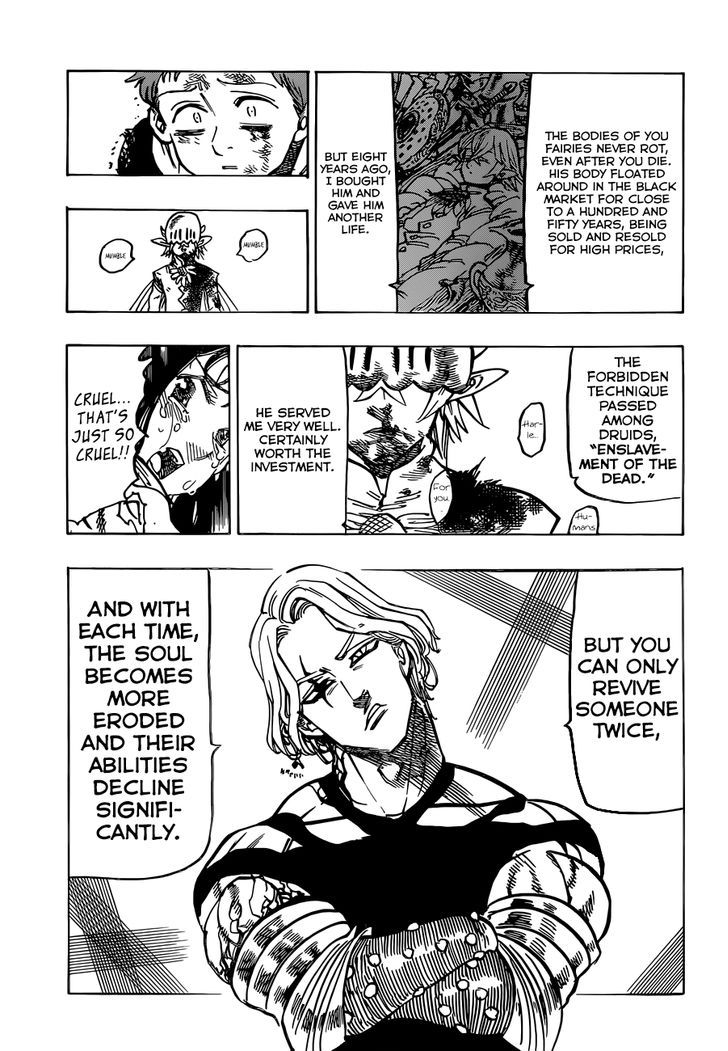 THE BODIES OF YOU
FAIRIES NEVER ROT,
EVEN AFTER YOU DIE.
HIS BODY FLOATED
AROUND IN THE BLACK
MARKET FOR CLOSE
TO A HUNDRED AND
FIFTY YEARS, BEING
SOLD AND RESOLD
FOR HIGH PRICES,
BUT EIGHT
YEARS AGO,
I BOUGHT
HIM AND
GAVE HIM
ANOTHER
LIFE.
MUMBLE
MUMBLE
THE
FORBIDDEN
TECHNIQUE
PASSED
AMONG
DRUIDS,
"ENSLAVE-
MENT OF THE
DEAD."
Har-
le..
For
you
Hu-
mans
HE SERVED
ME VERY WELL.
CERTAINLY
WORTH THE
INVESTMENT.
CRUEL...
THAT'S
JUST SO
CRUEL!!
BUT YOU
CAN ONLY
REVIVE
SOMEONE
TWICE,
AND WITH
EACH TIME,
THE SOUL
BECOMES
MORE
ERODED
AND THEIR
ABILITIES
DECLINE
SIGNIFI-
CANTLY.